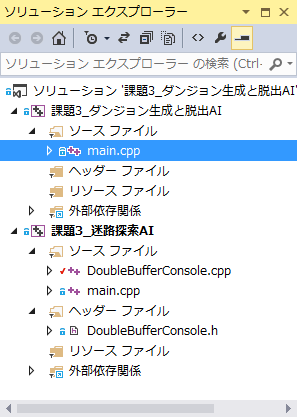 ソリューション エクスプローラー
ソリューション エクスプローラー の検索 (Ctrl-
ソリューション '課題3_ダンジョン生成と脱出AI'
課題3_ダンジョン生成と脱出AI
ソース ファイル
main.cpp
ヘッダー ファイル
リソース ファイル
外部依存関係
課題3_迷路探索AI
ソース ファイル
DoubleBufferConsole.cpp
main.cpp
ヘッダー ファイル
DoubleBufferConsole.h
リソース ファイル
外部依存関係